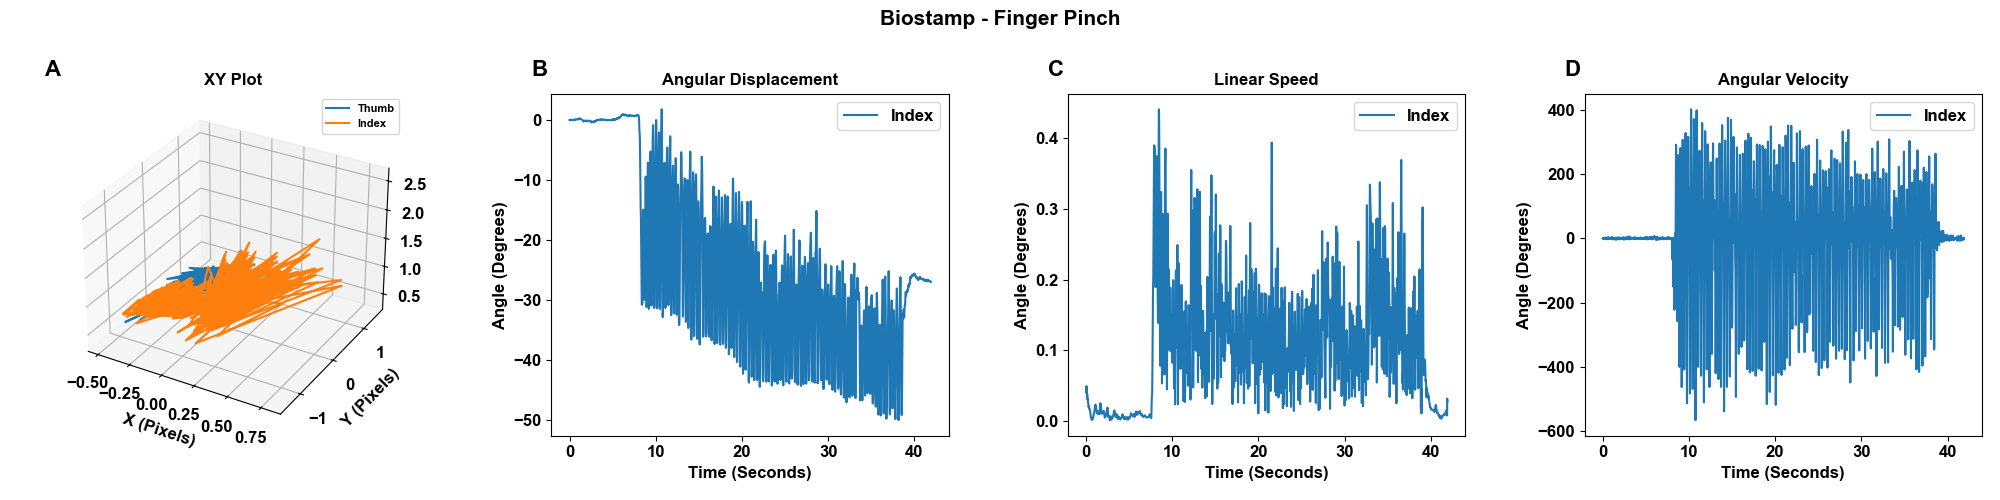 Biostamp - Finger Pinch
A
XY Plot
Thumb
Index
2.5
2.0
1.5
1.0
0.5
−0.50
−0.25
0.00
0.25
0.50
0.75
X (Pixels)
−1
0
1
Y (Pixels)
B
Angular Displacement
Index
0
−10
−20
−30
−40
−50
Angle (Degrees)
0 10 20 30 40
Time (Seconds)
C
Linear Speed
Index
0.4
0.3
0.2
0.1
0.0
Angle (Degrees)
0 10 20 30 40
Time (Seconds)
D
Angular Velocity
Index
400
200
0
−200
−400
−600
Angle (Degrees)
0 10 20 30 40
Time (Seconds)